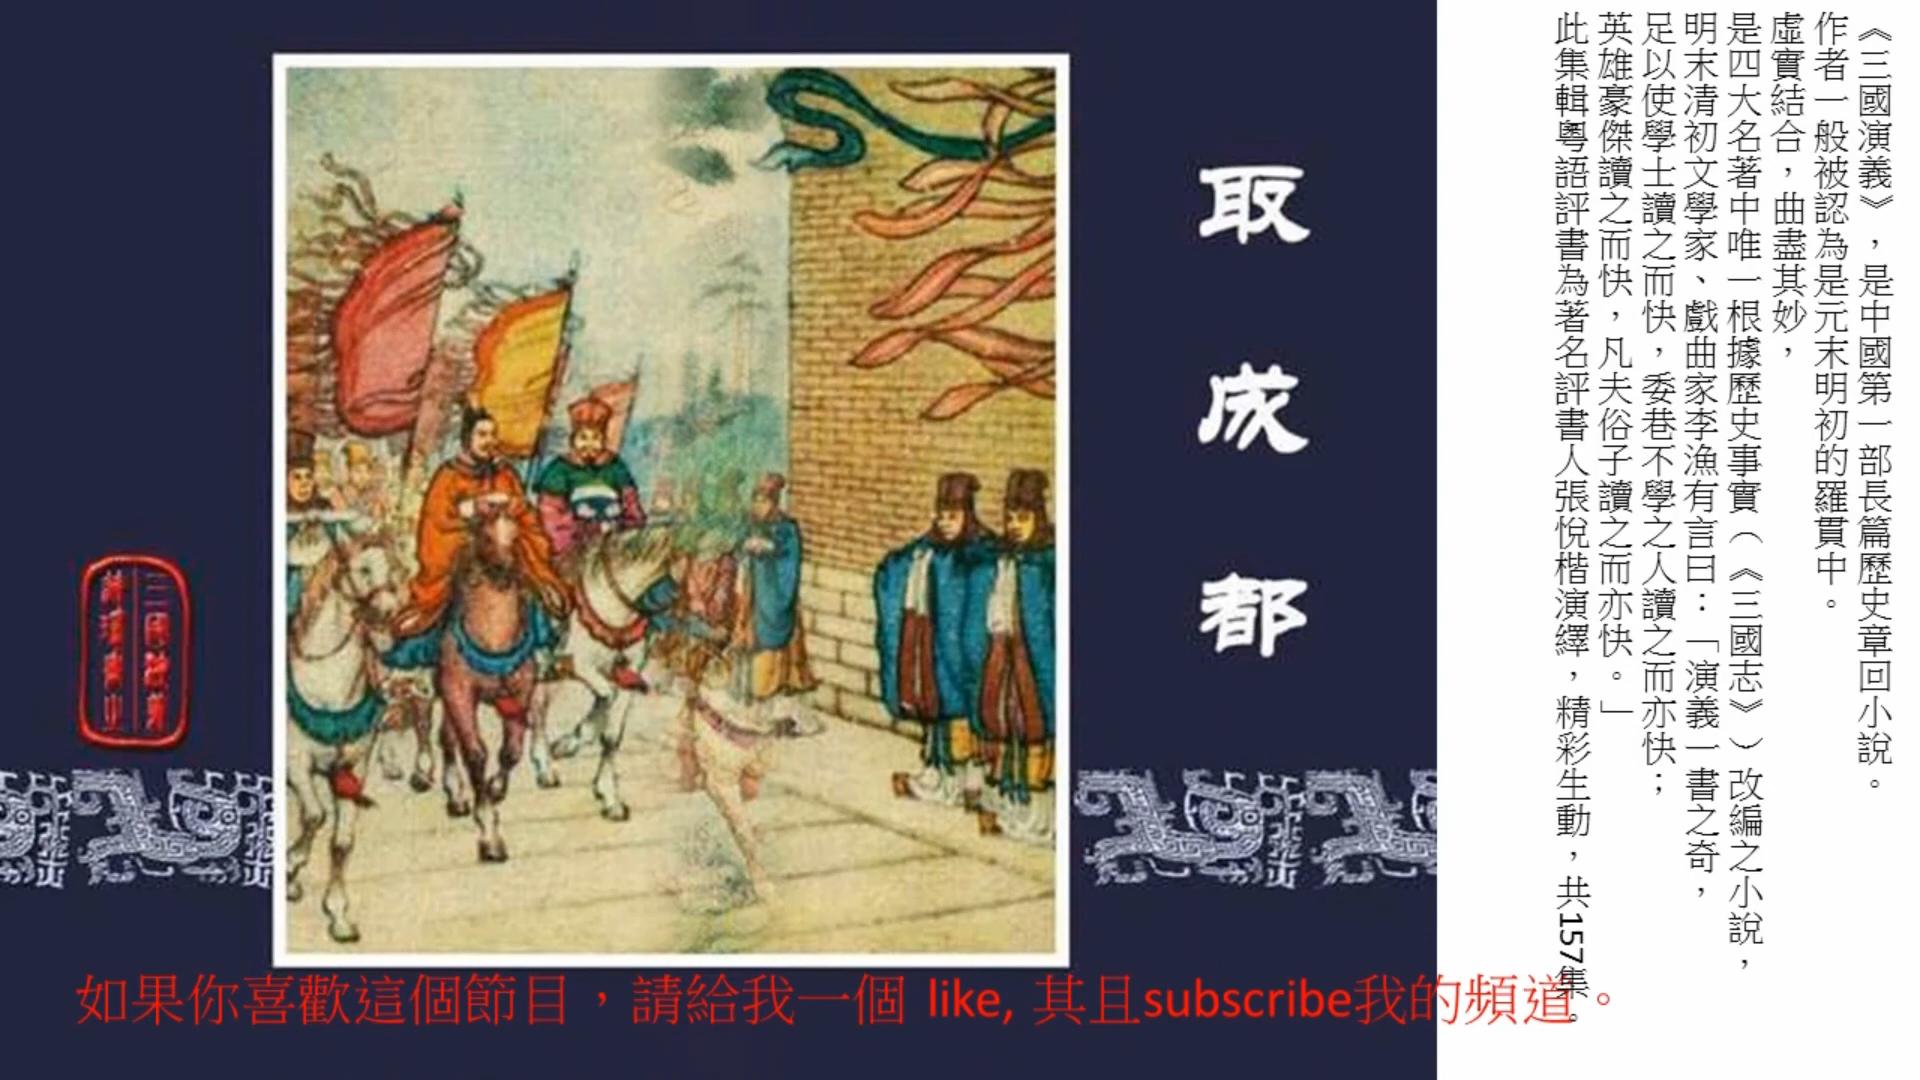 《三國演義》，是中國第一部長篇歷史章回小說。
作者一般被認為是元末明初的羅貫中。
虛實結合，曲盡其妙，
是四大名著中唯一根據歷史事實（《三國志》）改編之小說，
明末清初文學家、戲曲家李漁有言曰：「演義一書之奇，
足以使學士讀之而快，委巷不學之人讀之而亦快；
英雄豪傑讀之而快，凡夫俗子讀之而亦快。」
此集輯粵語評書為著名評書人張悅楷演繹，精彩生動，共157集。
取成都
如果你喜歡這個節目，請給我一個 like, 其且subscribe我的頻道。